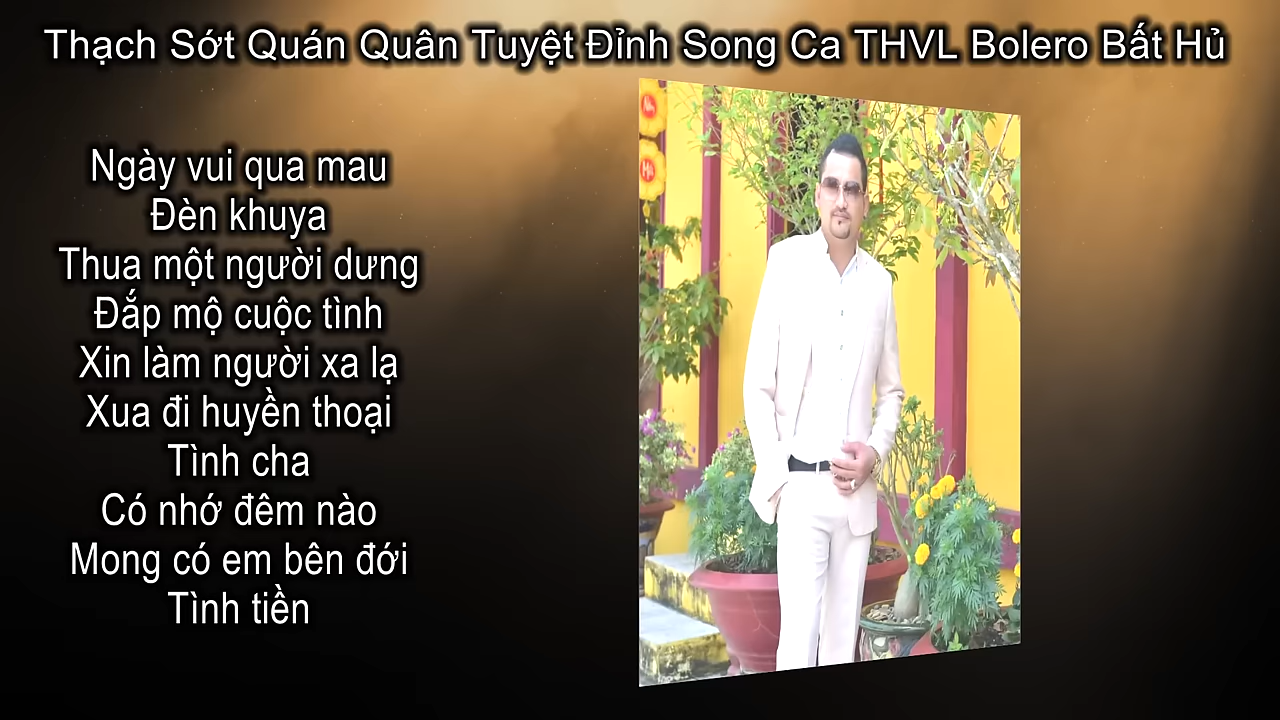 Thạch Sớt Quán Quân Tuyệt Đỉnh Song Ca THVL Bolero Bất Hủ
Ngày vui qua mau
Đèn khuya
Thua một người dưng
Đắp mộ cuộc tình
Xin làm người xa lạ
Xua đi huyền thoại
Tình cha
Có nhớ đêm nào
Mong có em bên đới
Tình tiền